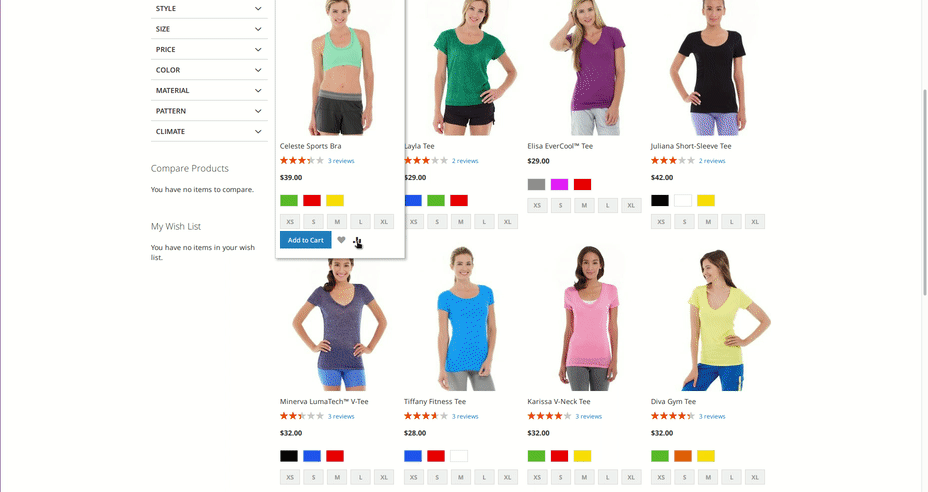 STYLE
SIZE
PRICE
COLOR
MATERIAL
PATTERN
CLIMATE
Compare Products
You have no items to compare.
My Wish List
You have no items in your wish
list.
Celeste Sports Bra
3 reviews
$39.00
XS S M L XL
Add to Cart
Layla Tee
2 reviews
$29.00
XS S M L XL
Elisa EverCool™ Tee
$29.00
XS S M L XL
Juliana Short-Sleeve Tee
2 reviews
$42.00
XS S M L XL
Minerva LumaTech™ V-Tee
3 reviews
$32.00
XS S M L XL
Tiffany Fitness Tee
3 reviews
$28.00
XS S M L XL
Karissa V-Neck Tee
3 reviews
$32.00
XS S M L XL
Diva Gym Tee
3 reviews
$32.00
XS S M L XL